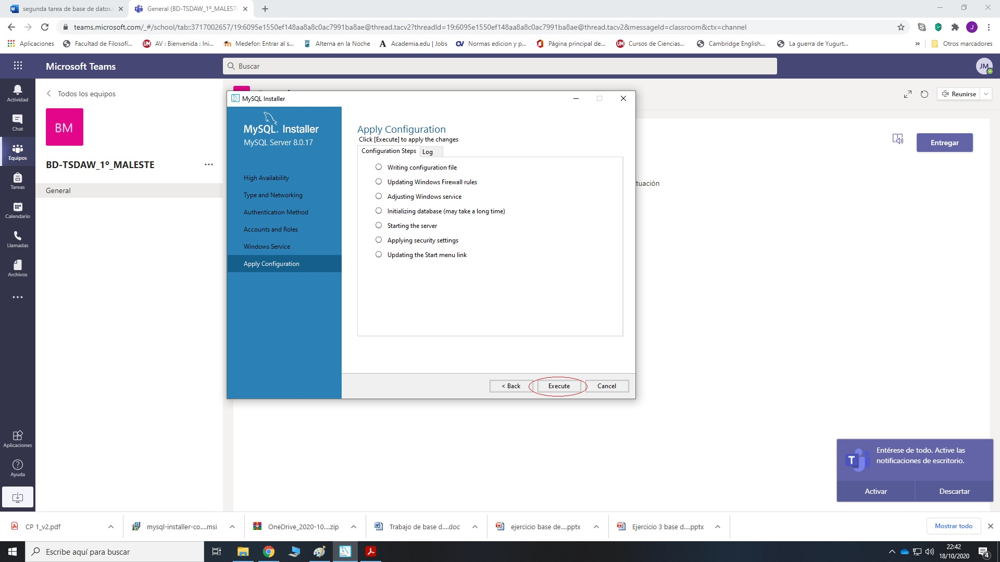 segunda tarea de base de datos.
General (BD-TSDAW_1º_MALESTE
teams.microsoft.com/_#/school/tab::3717002657/19:6095e1550ef148aa8a8c0ac7991ba8ae@thread.tacv2?threadId=19:6095e1550ef148aa8a8c0ac7991ba8ae@thread.tacv2&messageId=classroom&ctx=channel
J
Aplicaciones
Facultad de Filosofí...
AV : Bienvenida : Ini...
Medefor: Entrar al s...
Alterna en la Noche
Academia.edu | Jobs
Normas edicion y p...
Página principal de...
Cursos de Ciencias...
Cambridge English...
La guerra de Yugurt...
»
Otros marcadores
Microsoft Teams
Buscar
JM
Actividad
Chat
Equipos
Tareas
Calendario
Llamadas
Archivos
Aplicaciones
Ayuda
Todos los equipos
BM
BD-TSDAW_1º_MALESTE
General
Reunirse
Entregar
tuación
MySQL Installer
MySQL. Installer
MySQL Server 8.0.17
High Availability
Type and Networking
Authentication Method
Accounts and Roles
Windows Service
Apply Configuration
Apply Configuration
Click [Execute] to apply the changes
Configuration Steps
Log
Writing configuration file
Updating Windows Firewall rules
Adjusting Windows service
Initializing database (may take a long time)
Starting the server
Applying security settings
Updating the Start menu link
< Back
Execute
Cancel
Entérese de todo. Active las
notificaciones de escritorio.
Activar
Descartar
CP 1_v2.pdf
mysql-installer-co....msi
OneDrive_2020-10....zip
Trabajo de base d....doc
ejercicio base de....pptx
Ejercicio 3 base d....pptx
Mostrar todo
Escribe aquí para buscar
22:42
18/10/2020
4